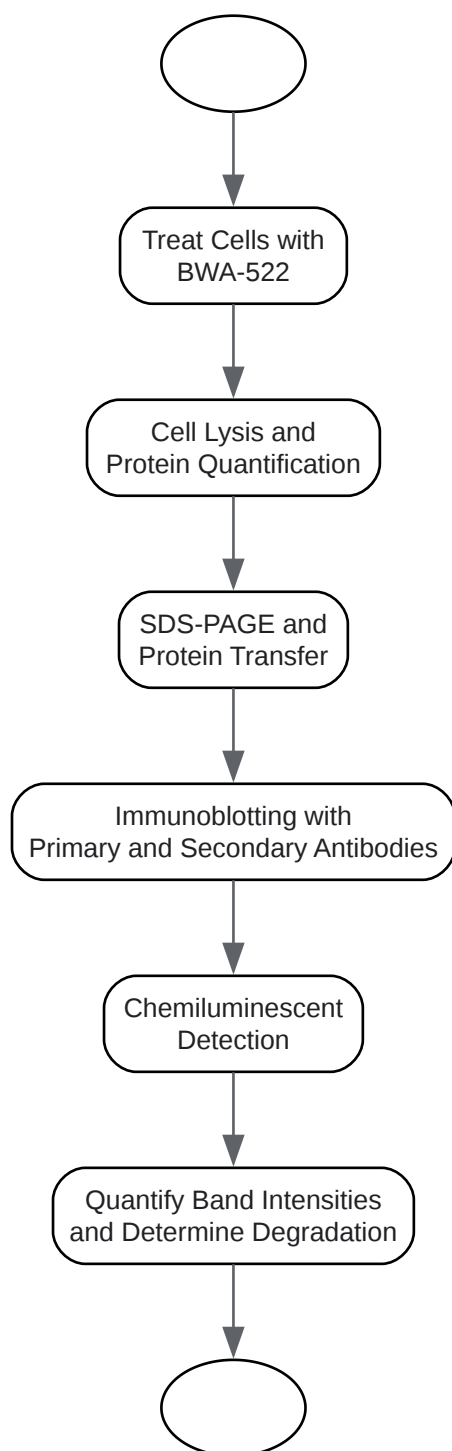 Treat Cells with
BWA-522
Cell Lysis and
Protein Quantification
SDS-PAGE and
Protein Transfer
Immunoblotting with
Primary and Secondary Antibodies
Chemiluminescent
Detection
Quantify Band Intensities
and Determine Degradation